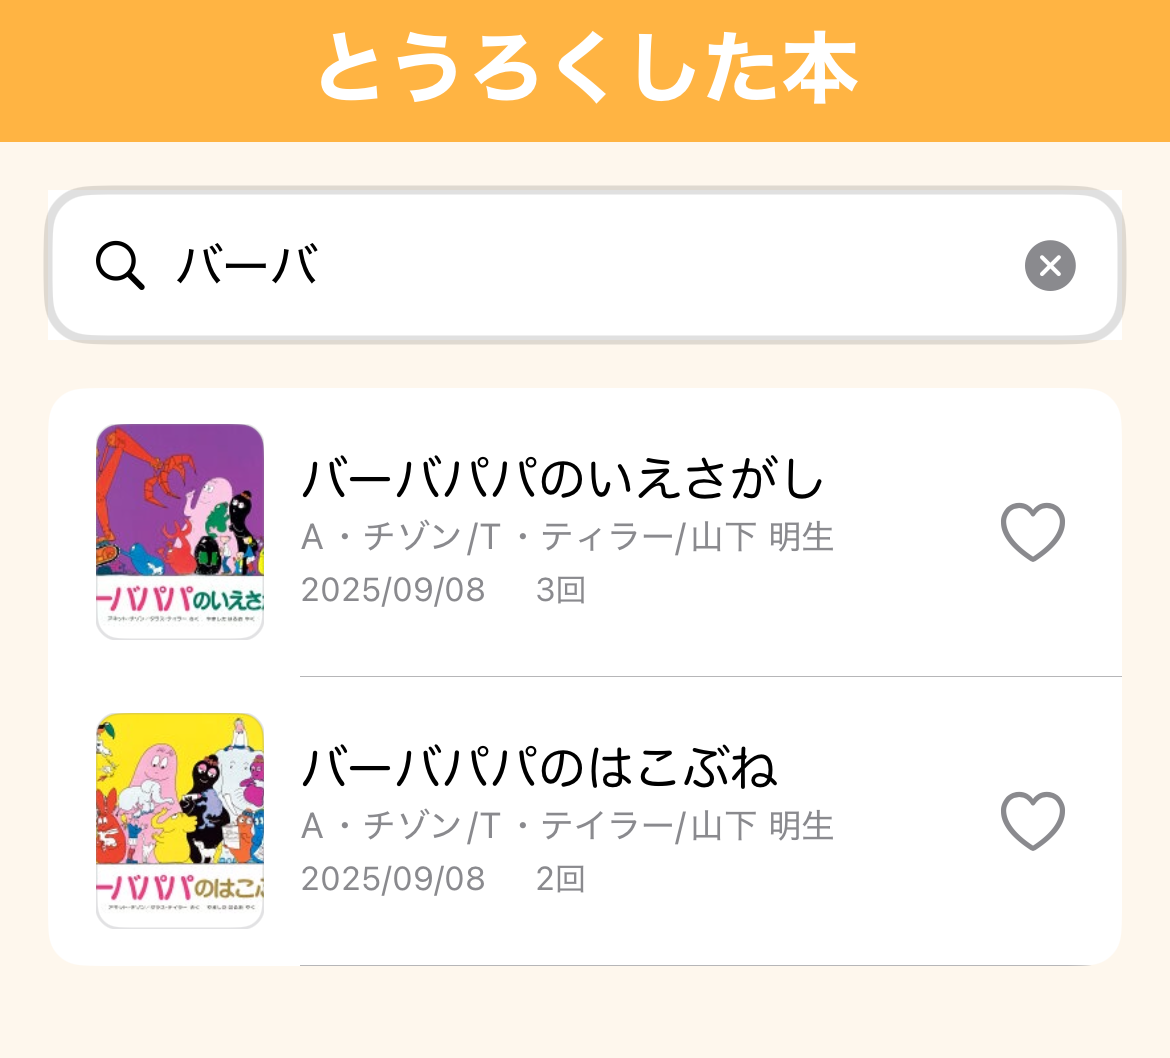 とうろくした本
バーバ
バーバパパのいえさがし
A・チゾン/T・ティラー/山下 明生
2025/09/08 3回
ーバパパのいえさ
アネット・チゾン/タラス・テイラー さく やました はるお やく
バーバパパのはこぶね
A・チゾン/T・テイラー/山下 明生
2025/09/08 2回
ーバパパのはこぶ
アネット・チゾン/タラス・テイラー さく やました はるお やく